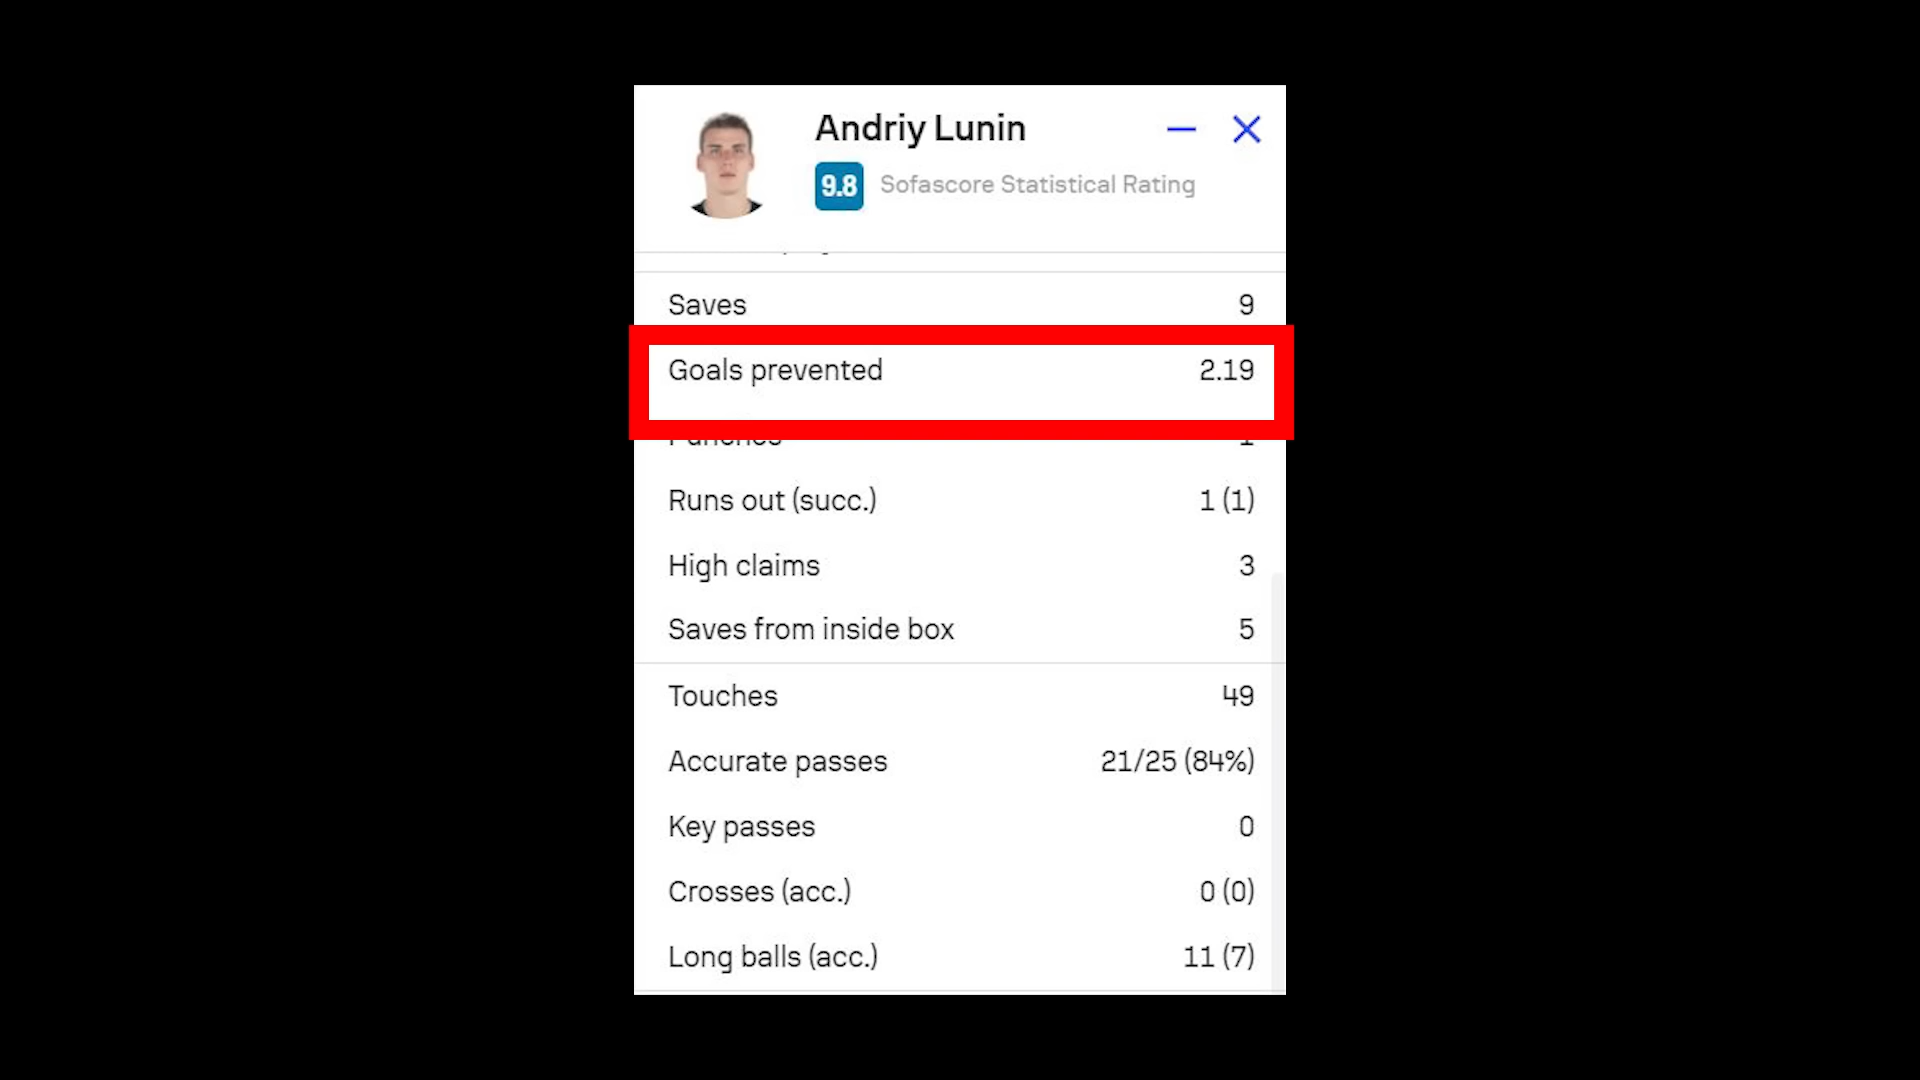 Andriy Lunin
9.8 Sofascore Statistical Rating
Saves 9
Goals prevented 2.19
Punches 1
Runs out (succ.) 1 (1)
High claims 3
Saves from inside box 5
Touches 49
Accurate passes 21/25 (84%)
Key passes 0
Crosses (acc.) 0 (0)
Long balls (acc.) 11 (7)